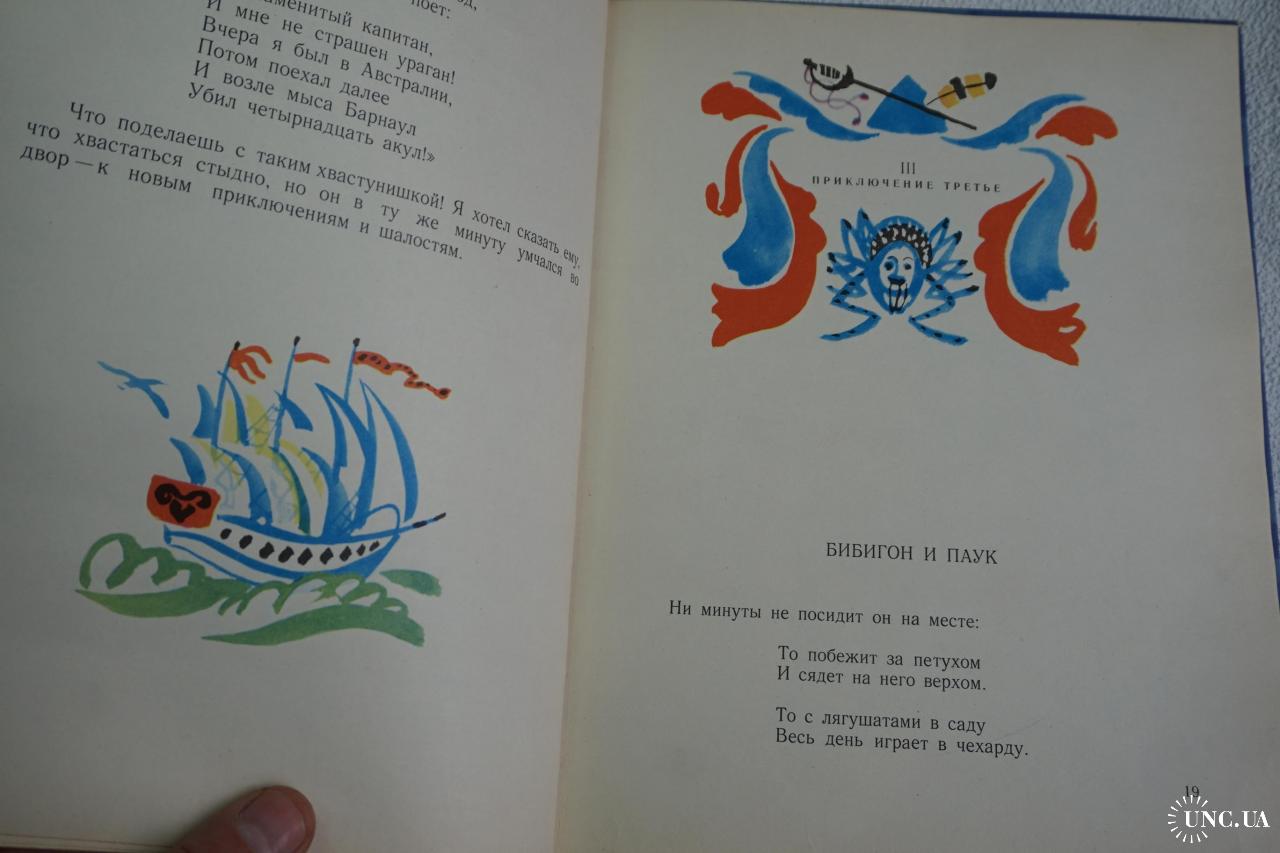 поет:
знаменитый капитан,
И мне не страшен ураган!
Вчера я был в Австралии,
Потом поехал далее
И возле мыса Барнаул
Убил четырнадцать акул!»
Что поделаешь с таким хвастунишкой! Я хотел сказать ему,
что хвастаться стыдно, но он в ту же минуту умчался во
двор — к новым приключениям и шалостям.
III
ПРИКЛЮЧЕНИЕ ТРЕТЬЕ
БИБИГОН И ПАУК
Ни минуты не посидит он на месте:
То побежит за петухом
И сядет на него верхом.
То с лягушатами в саду
Весь день играет в чехарду.
19
UNC.UA